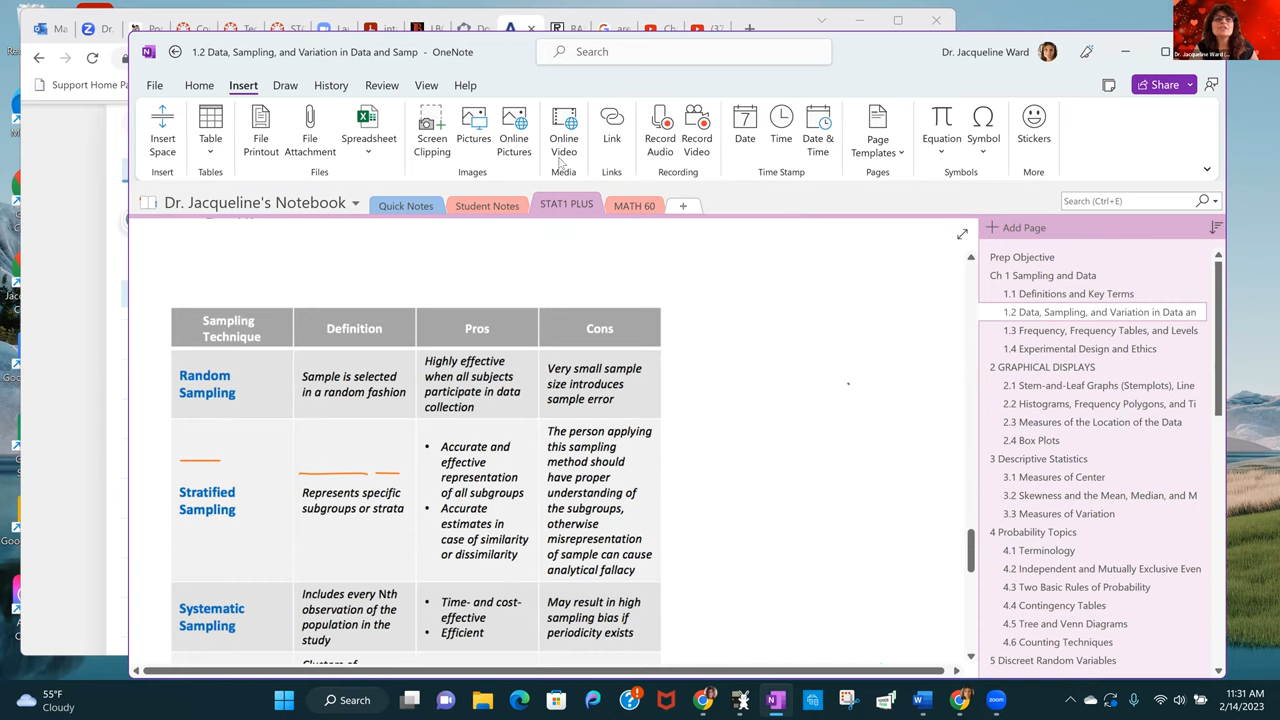 Dr.
RA
(32
1.2 Data, Sampling, and Variation in Data and Samp - OneNote
Search
Dr. Jacqueline Ward
Dr. Jacqueline Ward
Support Home Pa
File Home Insert Draw History Review View Help
Share
Insert Space
Table
File Printout
File Attachment
Spreadsheet
Screen Clipping
Pictures
Online Pictures
Online Video
Link
Record Audio
Record Video
Date
Time
Date & Time
Page Templates
Equation
Symbol
Stickers
Insert Tables Files Images Media Links Recording Time Stamp Pages Symbols More
Dr. Jacqueline's Notebook
Quick Notes Student Notes STAT1 PLUS MATH 60 +
Search (Ctrl+E)
Sampling Technique
Definition
Pros
Cons
Random
Sampling
Sample is selected
in a random fashion
Highly effective
when all subjects
participate in data
collection
Very small sample
size introduces
sample error
Stratified
Sampling
Represents specific
subgroups or strata
• Accurate and
effective
representation
of all subgroups
• Accurate
estimates in
case of similarity
or dissimilarity
The person applying
this sampling
method should
have proper
understanding of
the subgroups,
otherwise
misrepresentation
of sample can cause
analytical fallacy
Systematic
Sampling
Includes every Nth
observation of the
population in the
study
• Time- and cost-
effective
• Efficient
May result in high
sampling bias if
periodicity exists
Add Page
Prep Objective
Ch 1 Sampling and Data
1.1 Definitions and Key Terms
1.2 Data, Sampling, and Variation in Data an
1.3 Frequency, Frequency Tables, and Levels
1.4 Experimental Design and Ethics
2 GRAPHICAL DISPLAYS
2.1 Stem-and-Leaf Graphs (Stemplots), Line
2.2 Histograms, Frequency Polygons, and Ti
2.3 Measures of the Location of the Data
2.4 Box Plots
3 Descriptive Statistics
3.1 Measures of Center
3.2 Skewness and the Mean, Median, and M
3.3 Measures of Variation
4 Probability Topics
4.1 Terminology
4.2 Independent and Mutually Exclusive Even
4.3 Two Basic Rules of Probability
4.4 Contingency Tables
4.5 Tree and Venn Diagrams
4.6 Counting Techniques
5 Discreet Random Variables
55°F
Cloudy
Search
11:31 AM
2/14/2023